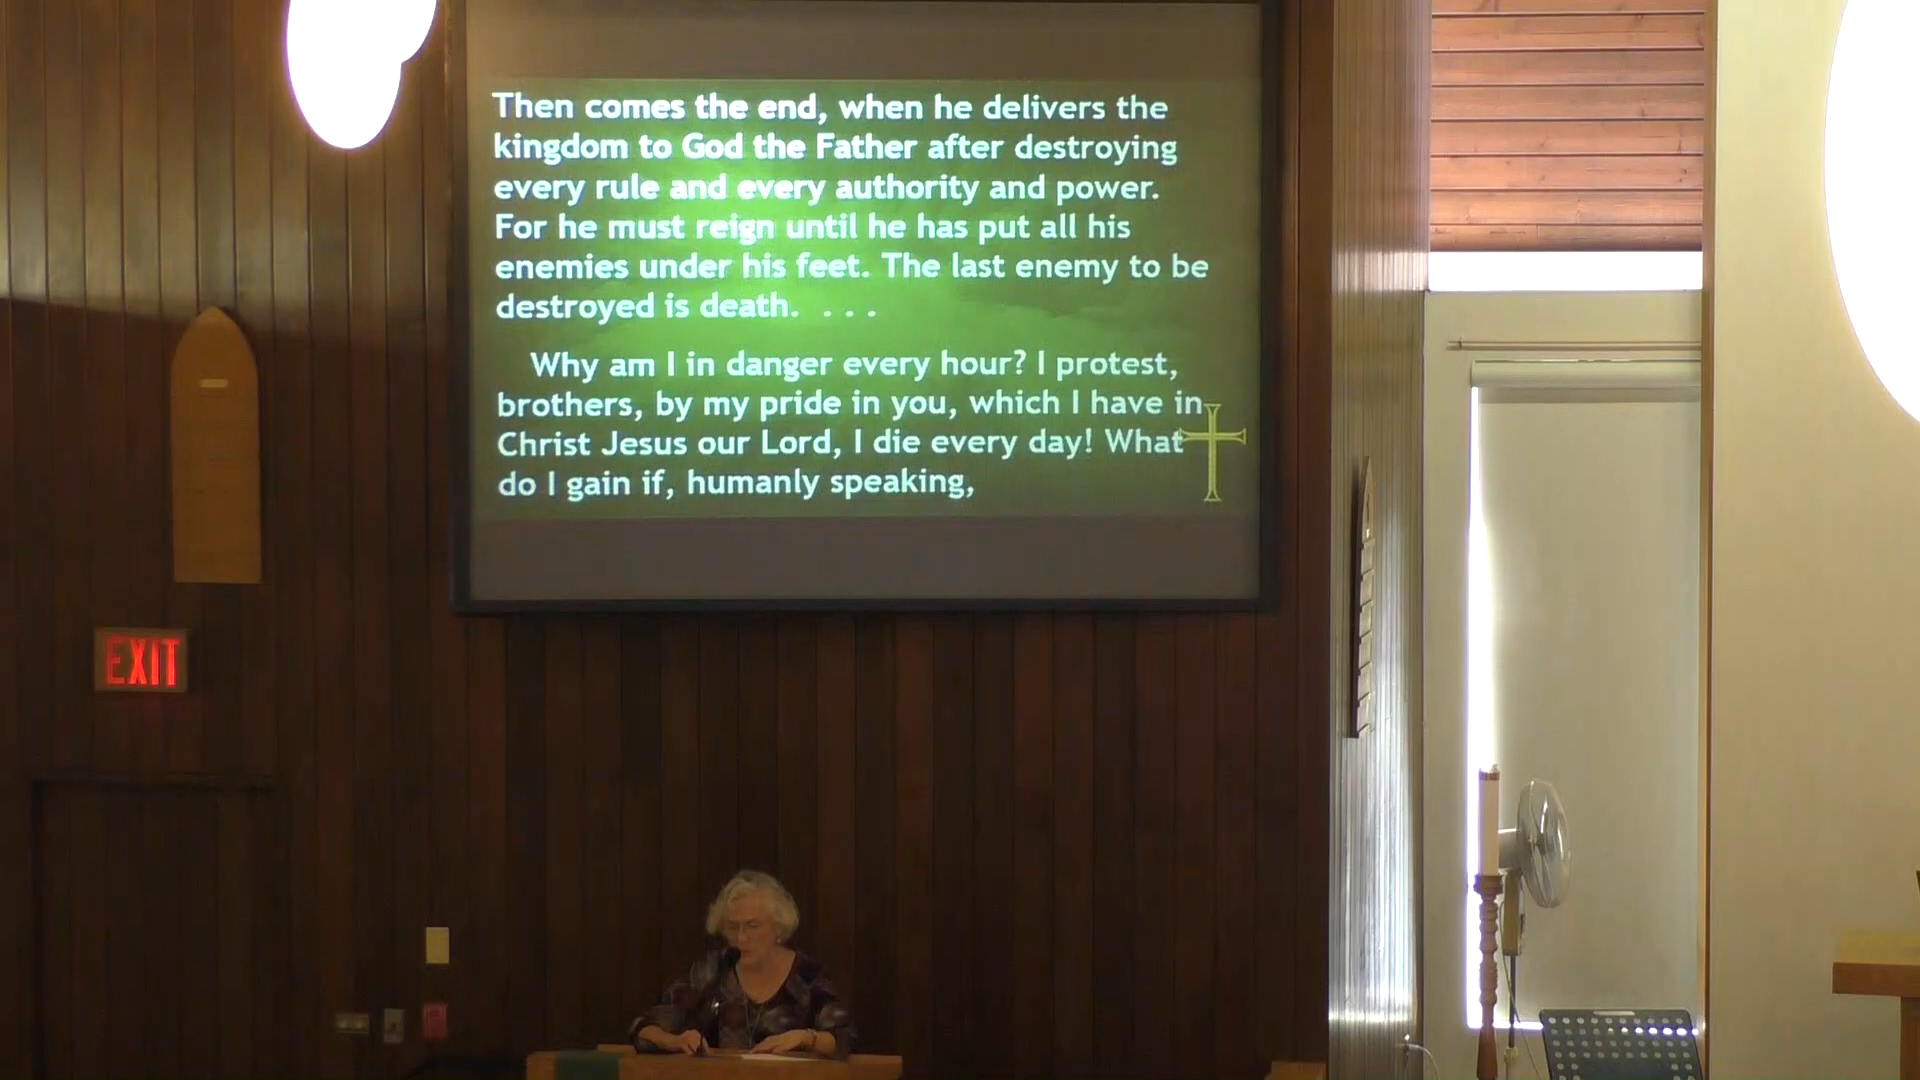 Then comes the end, when he delivers the
kingdom to God the Father after destroying
every rule and every authority and power.
For he must reign until he has put all his
enemies under his feet. The last enemy to be
destroyed is death. . . .
Why am I in danger every hour? I protest,
brothers, by my pride in you, which I have in
Christ Jesus our Lord, I die every day! What
do I gain if, humanly speaking,
EXIT